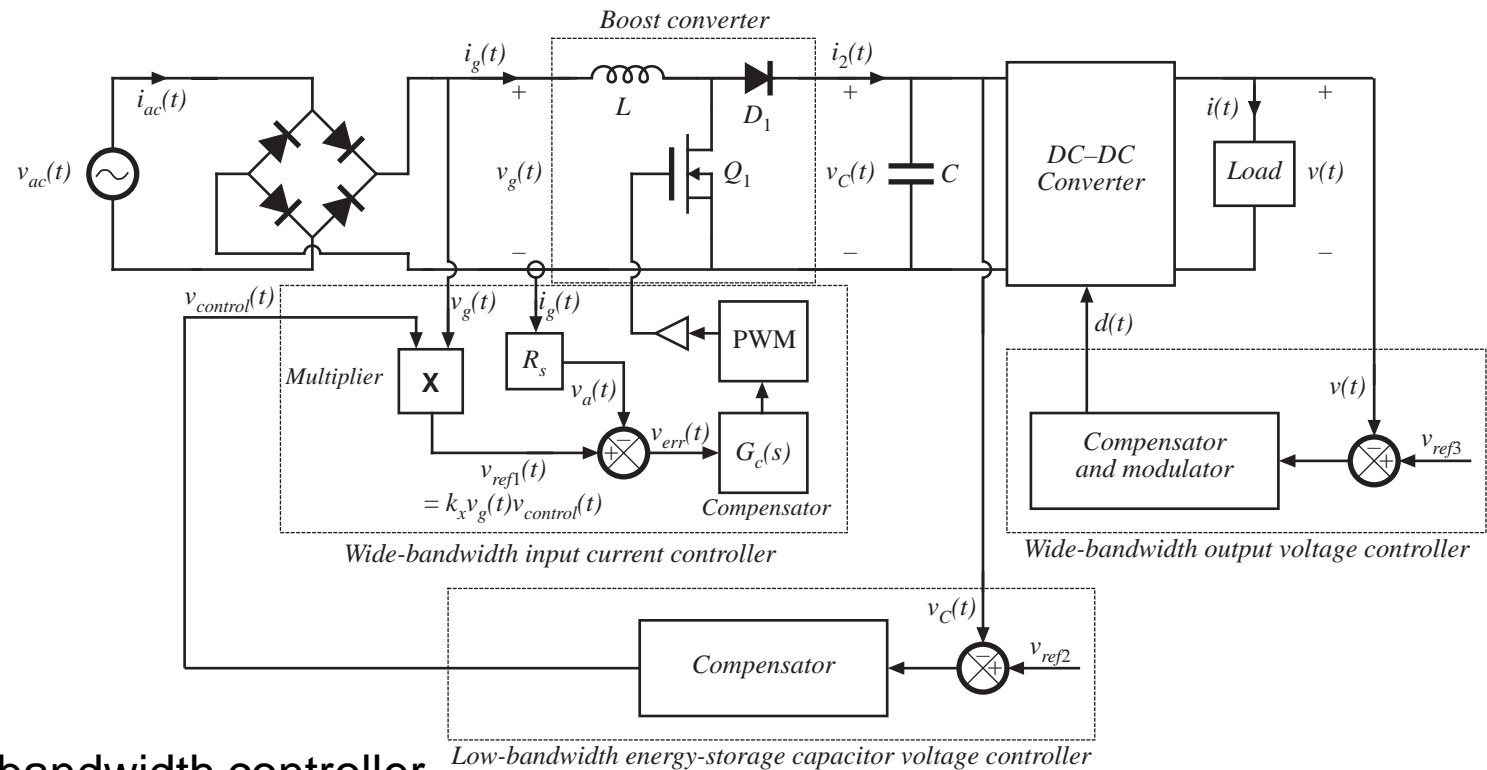 Boost converter
i_g(t)
i_2(t)
i_ac(t)
+
L
D_1
+
i(t)
+
v_ac(t)
v_g(t)
Q_1
v_C(t)
C
DC–DC
Converter
Load
v(t)
–
–
–
v_control(t)
v_g(t)
i_g(t)
d(t)
Multiplier
X
R_s
PWM
v_a(t)
v(t)
–
+
v_err(t)
G_c(s)
v_ref1(t)
= k_x v_g(t)v_control(t)
Compensator
Compensator
and modulator
–
+
v_ref3
Wide-bandwidth input current controller
Wide-bandwidth output voltage controller
v_C(t)
Compensator
–
+
v_ref2
Low-bandwidth energy-storage capacitor voltage controller
bandwidth controller